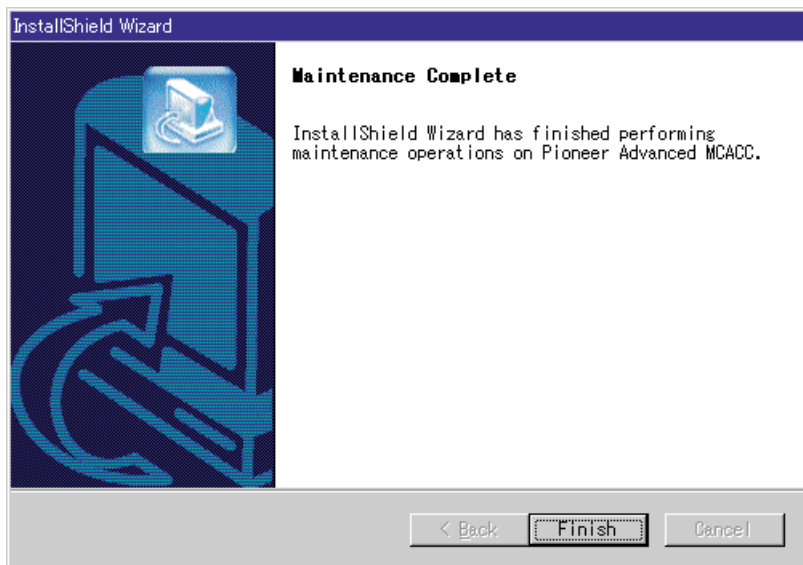 InstallShield Wizard
Maintenance Complete
InstallShield Wizard has finished performing
maintenance operations on Pioneer Advanced MCACC.
< Back
Finish
Cancel